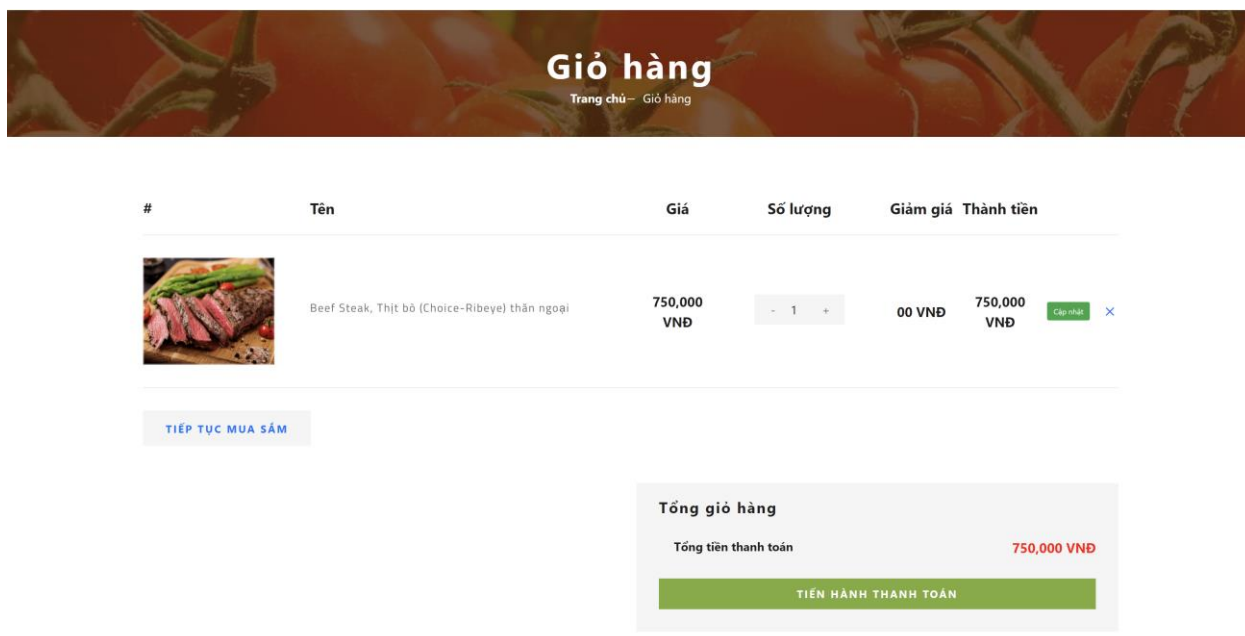 Giỏ hàng
Trang chủ— Giỏ hàng
# Tên Giá Số lượng Giảm giá Thành tiền
Beef Steak, Thịt bò (Choice-Ribeye) thăn ngoại 750,000 VNĐ - 1 + 00 VNĐ 750,000 VNĐ Cập nhật ×
TIẾP TỤC MUA SẮM
Tổng giỏ hàng
Tổng tiền thanh toán 750,000 VNĐ
TIẾN HÀNH THANH TOÁN